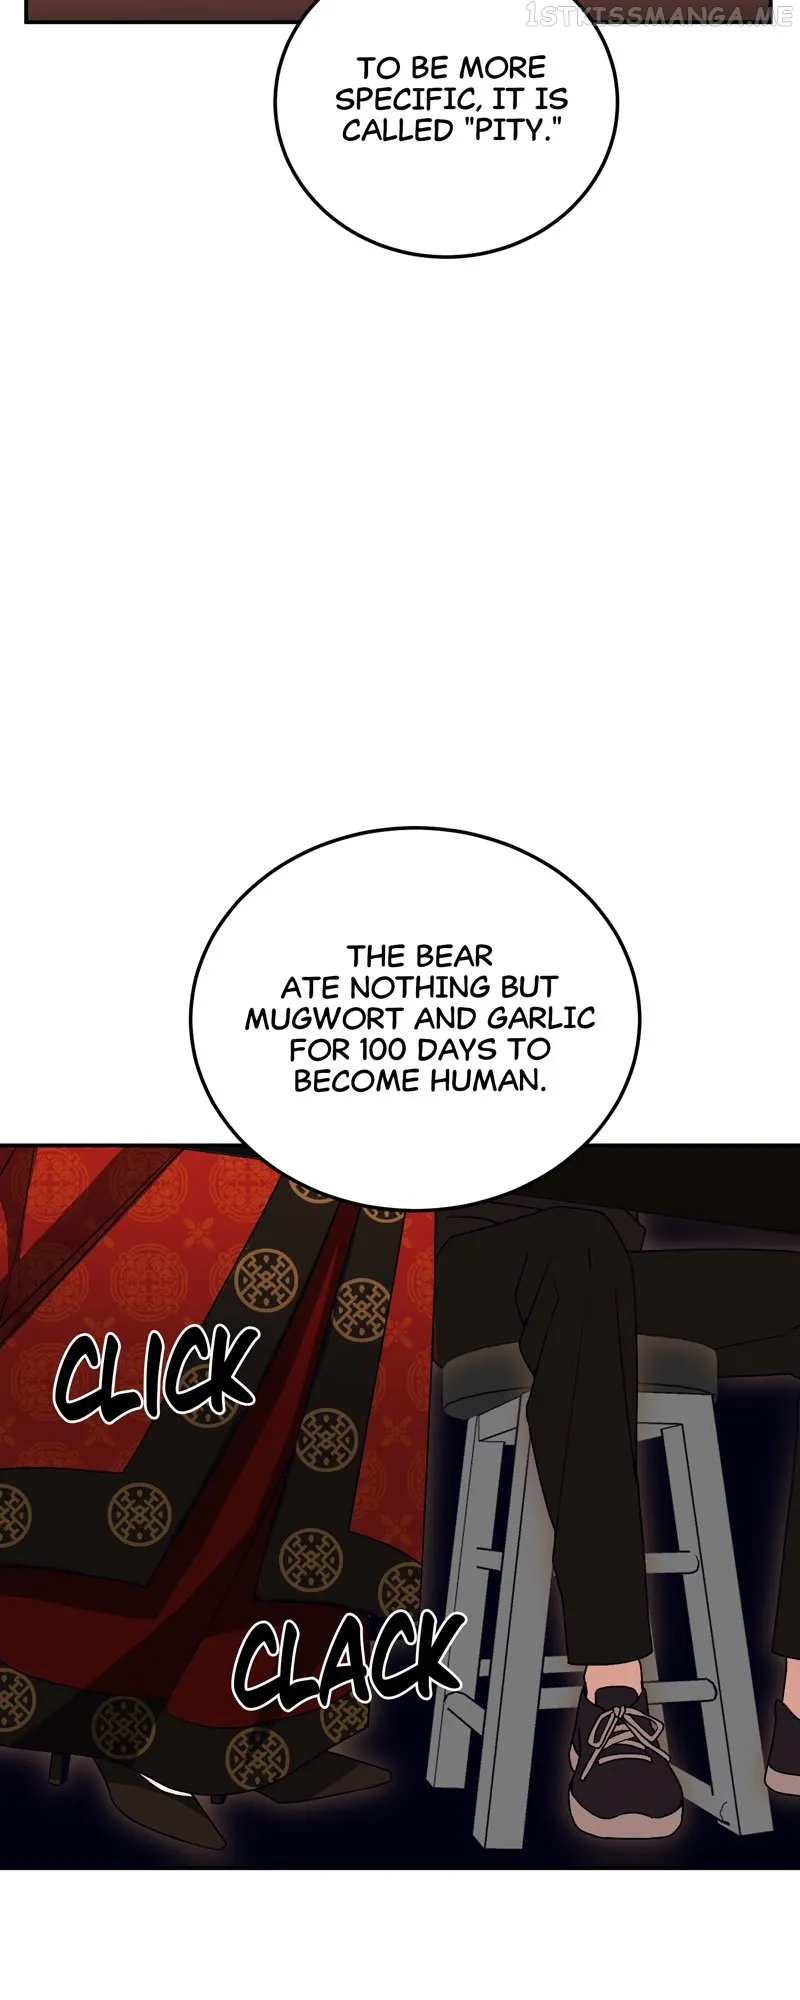 1STKISSMANGA.ME
TO BE MORE
SPECIFIC, IT IS
CALLED "PITY."
THE BEAR
ATE NOTHING BUT
MUGWORT AND GARLIC
FOR 100 DAYS TO
BECOME HUMAN.
CLICK
CLACK